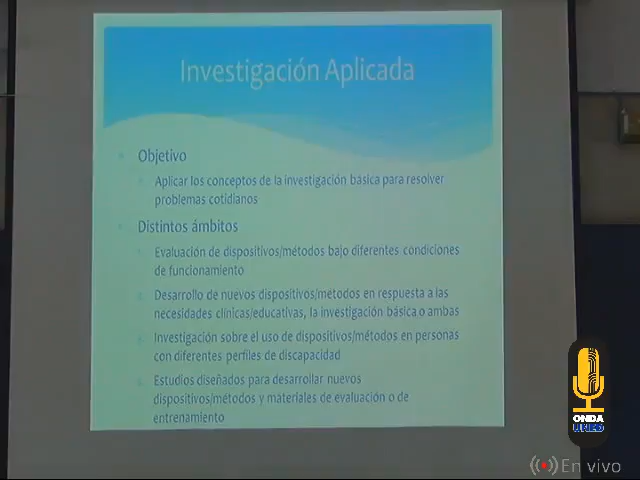 Investigación Aplicada
Objetivo
Aplicar los conceptos de la investigación básica para resolver
problemas cotidianos
Distintos ámbitos
Evaluación de dispositivos/métodos bajo diferentes condiciones
de funcionamiento
Desarrollo de nuevos dispositivos/métodos en respuesta a las
necesidades clínicas/educativas, la investigación básica o ambas
Investigación sobre el uso de dispositivos/métodos en personas
con diferentes perfiles de discapacidad
Estudios diseñados para desarrollar nuevos
dispositivos/métodos y materiales de evaluación o de
entrenamiento
ONDA
En vivo